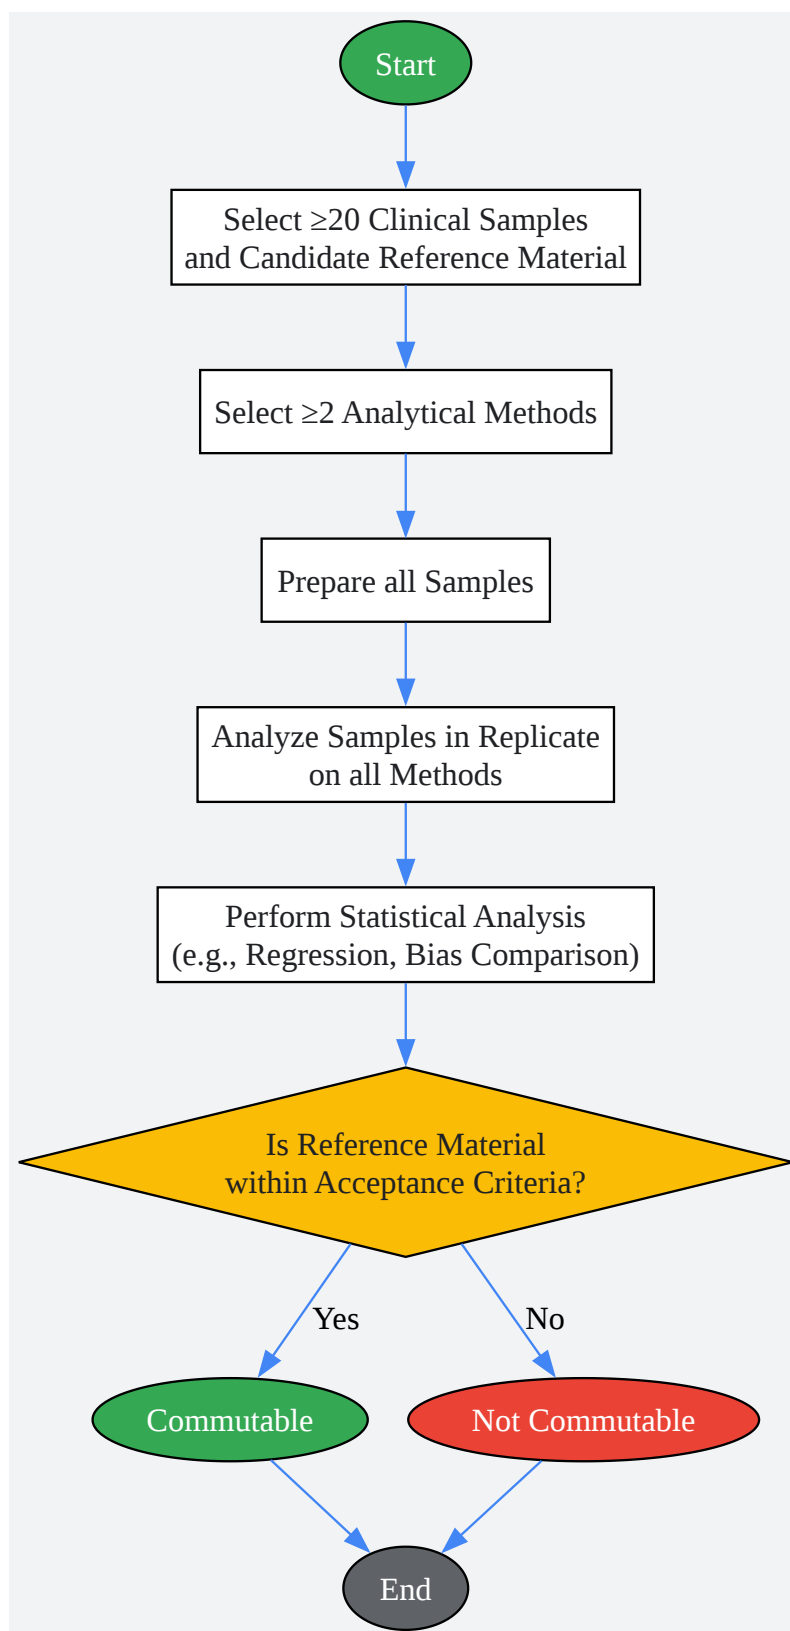 Start
Select ≥20 Clinical Samples
and Candidate Reference Material
Select ≥2 Analytical Methods
Prepare all Samples
Analyze Samples in Replicate
on all Methods
Perform Statistical Analysis
(e.g., Regression, Bias Comparison)
Is Reference Material
within Acceptance Criteria?
Yes
No
Commutable
Not Commutable
End